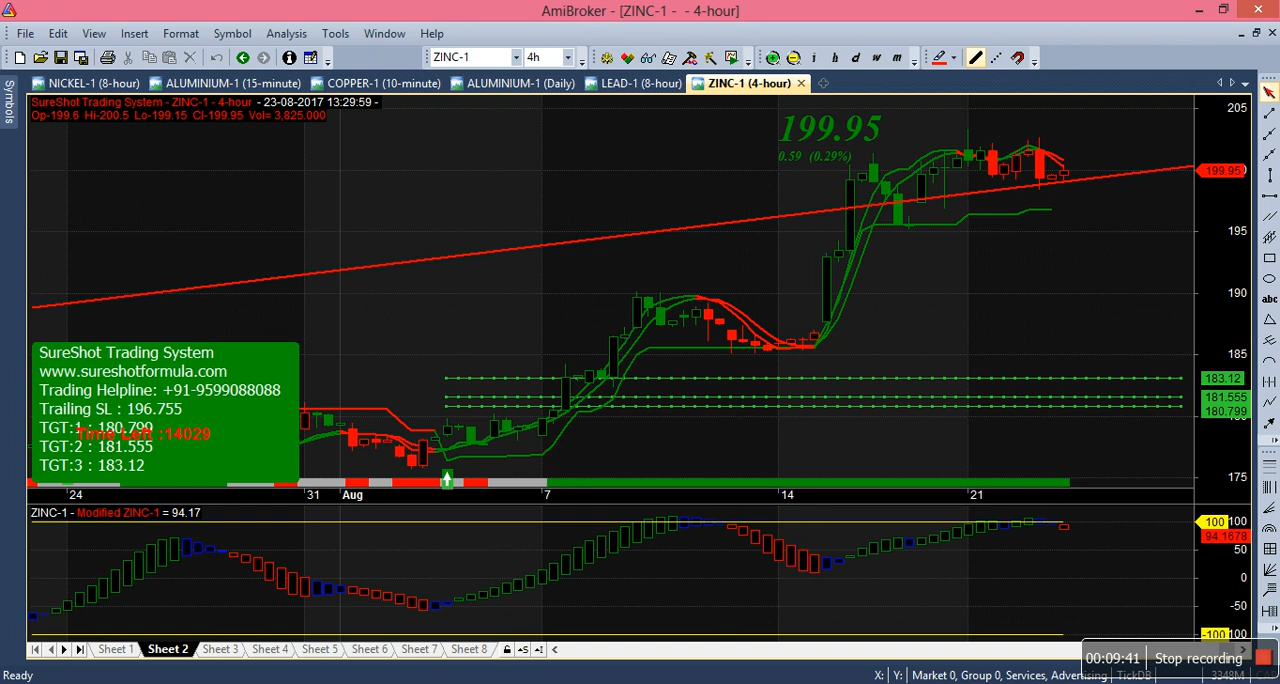 AmiBroker - [ZINC-1 - - 4-hour]
File Edit View Insert Format Symbol Analysis Tools Window Help
ZINC-1 4h i h d w m
NICKEL-1 (8-hour) ALUMINIUM-1 (15-minute) COPPER-1 (10-minute) ALUMINIUM-1 (Daily) LEAD-1 (8-hour) ZINC-1 (4-hour)
Symbols
SureShot Trading System - ZINC-1 - 4-hour - 23-08-2017 13:29:59 -
Op-199.6 Hi-200.5 Lo-199.15 Cl-199.95 Vol= 3,825.000
199.95
0.59 (0.29%)
205
199.95
195
190
185
183.12
181.555
180.799
175
abc
SureShot Trading System
www.sureshotformula.com
Trading Helpline: +91-9599088088
Trailing SL : 196.755
TGT:1 : 180.799
Time Left :14029
TGT:2 : 181.555
TGT:3 : 183.12
24 31 Aug 7 14 21
ZINC-1 - Modified ZINC-1 = 94.17
100 100
94.1678
50
0
-50
-100 100
Sheet 1 Sheet 2 Sheet 3 Sheet 4 Sheet 5 Sheet 6 Sheet 7 Sheet 8
00:09:41 Stop recording
Ready X: Y: Market 0, Group 0, Services, Advertising TickDB 3348M